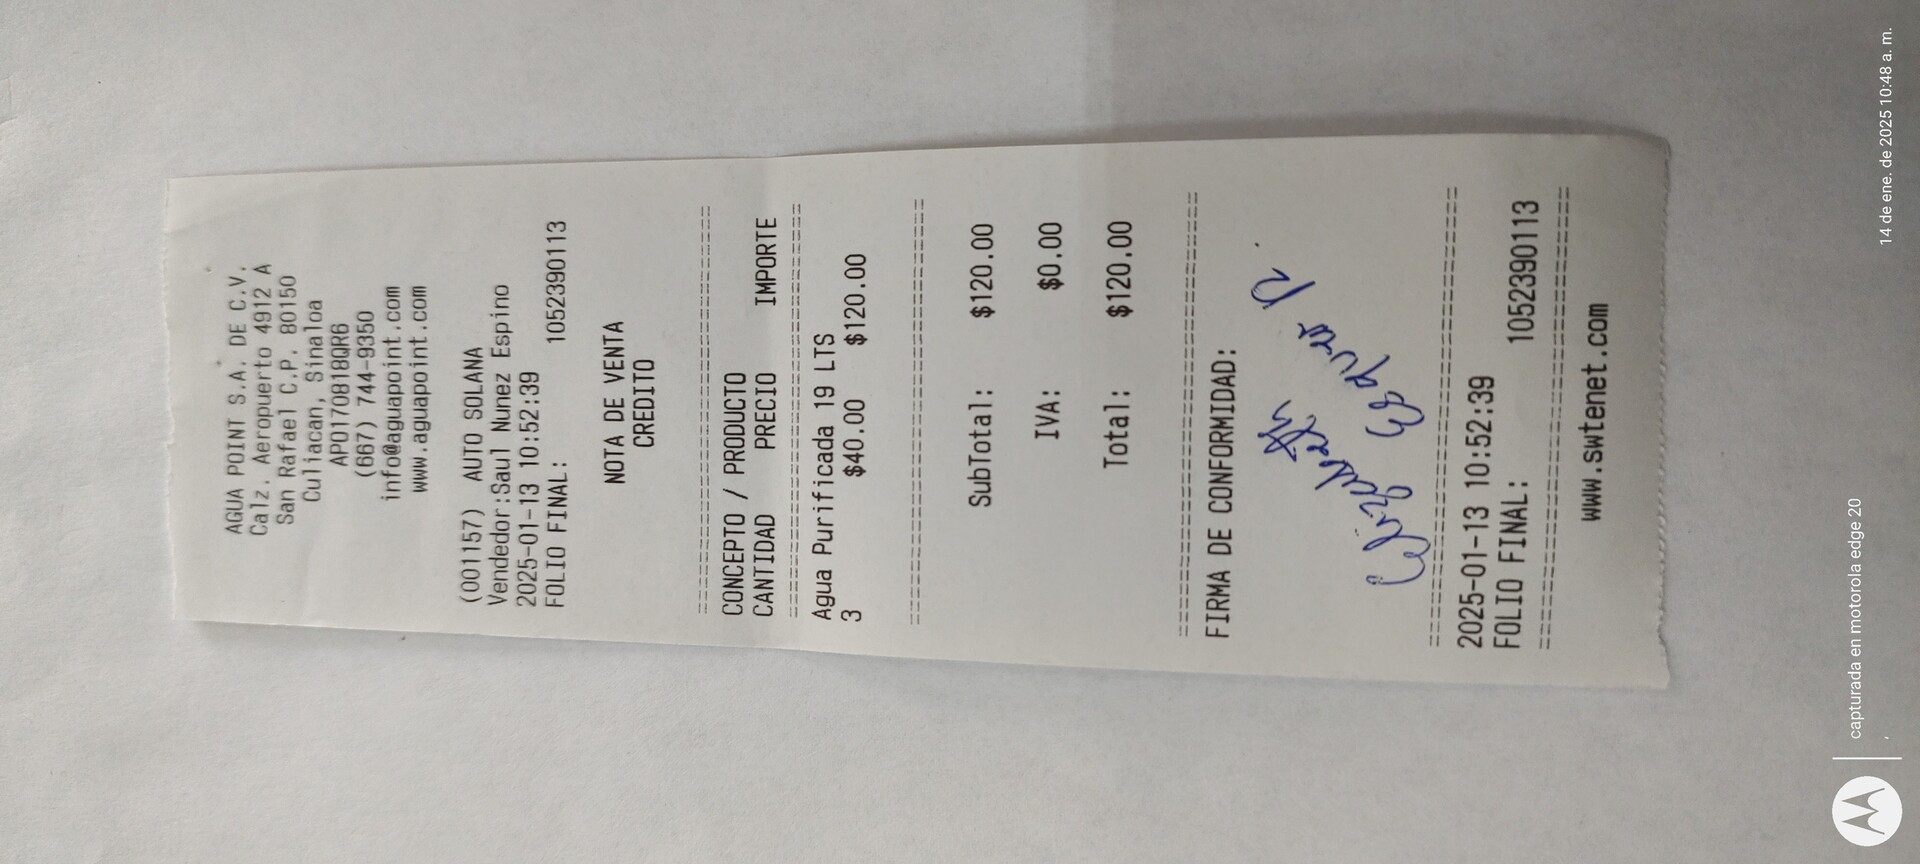 AGUA POINT S.A. DE C.V.
Calz. Aeropuerto 4912 A
San Rafael C.P. 80150
Culiacan, Sinaloa
APO170818QR6
(667) 744-9350
info@aguapoint.com
www.aguapoint.com
(001157) AUTO SOLANA
Vendedor:Saul Nunez Espino
2025-01-13 10:52:39
FOLIO FINAL: 1052390113
NOTA DE VENTA
CREDITO
CONCEPTO / PRODUCTO
CANTIDAD PRECIO IMPORTE
Agua Purificada 19 LTS
3 $40.00 $120.00
SubTotal: $120.00
IVA: $0.00
Total: $120.00
FIRMA DE CONFORMIDAD:
Elizabeth Esquer R.
2025-01-13 10:52:39
FOLIO FINAL: 1052390113
www.swtenet.com
capturada en motorola edge 20
14 de ene. de 2025 10:48 a. m.